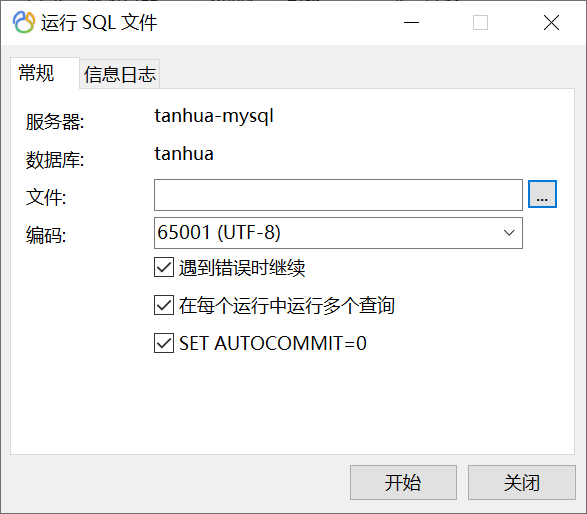 运行 SQL 文件
常规 信息日志
服务器: tanhua-mysql
数据库: tanhua
文件: ...
编码: 65001 (UTF-8)
遇到错误时继续
在每个运行中运行多个查询
SET AUTOCOMMIT=0
开始 关闭